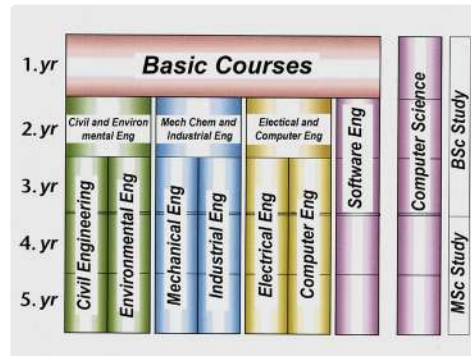 1. yr
Basic Courses
2. yr
Civil and Environ
mental Eng
Mech Chem and
Industrial Eng
Electical and
Computer Eng
3. yr
4. yr
5. yr
Civil Engineering
Environmental Eng
Mechanical Eng
Industrial Eng
Electrical Eng
Computer Eng
Software Eng
Computer Science
BSc Study
MSc Study